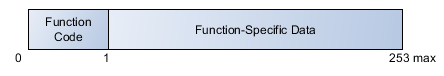 Function
Code
Function-Specific Data
0
1
253 max